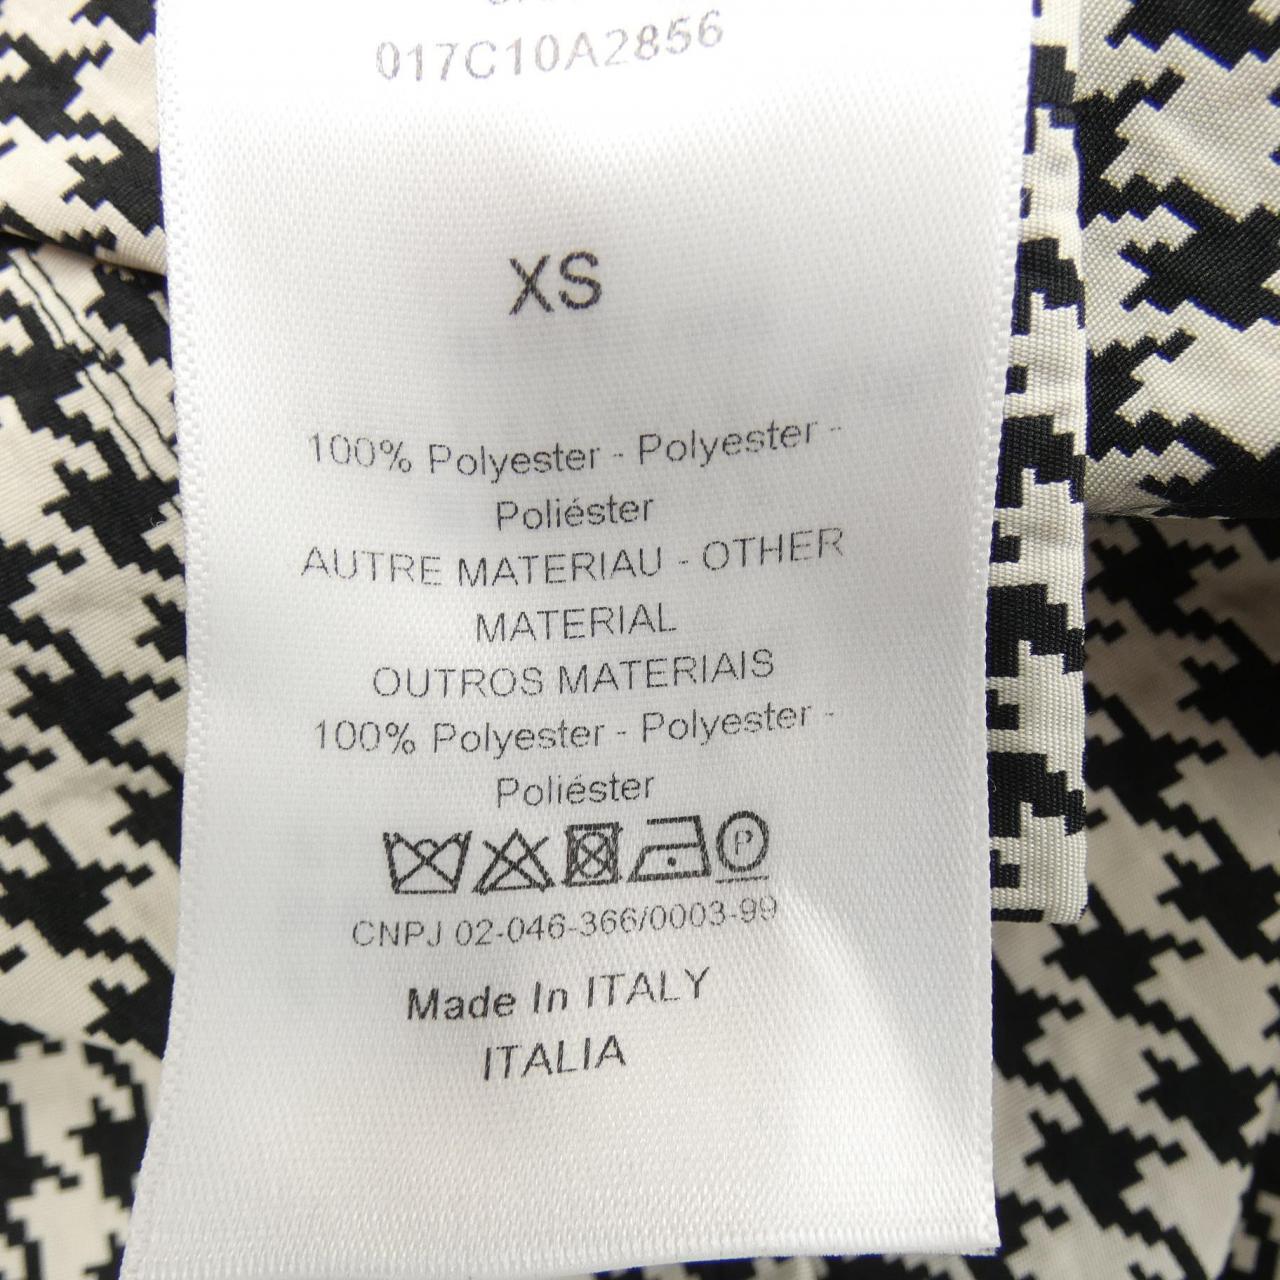 017C10A2856
XS
100% Polyester - Polyester -
Poliéster
AUTRE MATERIAU - OTHER
MATERIAL
OUTROS MATERIAIS
100% Polyester - Polyester -
Poliéster
P
CNPJ 02-046-366/0003-99
Made In ITALY
ITALIA